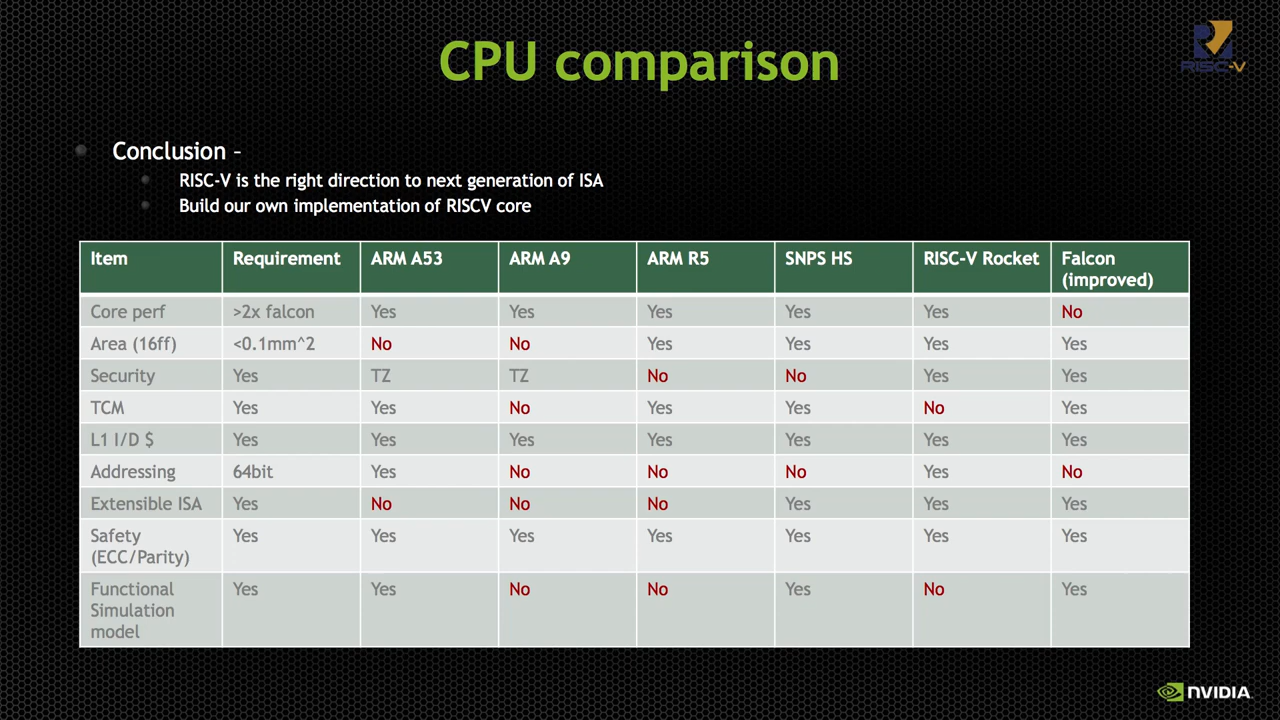 CPU comparison
RISC-V
Conclusion –
RISC-V is the right direction to next generation of ISA
Build our own implementation of RISCV core
Item Requirement ARM A53 ARM A9 ARM R5 SNPS HS RISC-V Rocket Falcon
(improved)
Core perf >2x falcon Yes Yes Yes Yes Yes No
Area (16ff) <0.1mm^2 No No Yes Yes Yes Yes
Security Yes TZ TZ No No Yes Yes
TCM Yes Yes No Yes Yes No Yes
L1 I/D $ Yes Yes Yes Yes Yes Yes Yes
Addressing 64bit Yes No No No Yes No
Extensible ISA Yes No No No Yes Yes Yes
Safety Yes Yes Yes Yes Yes Yes Yes
(ECC/Parity)
Functional Yes Yes No No Yes No Yes
Simulation
model
NVIDIA.